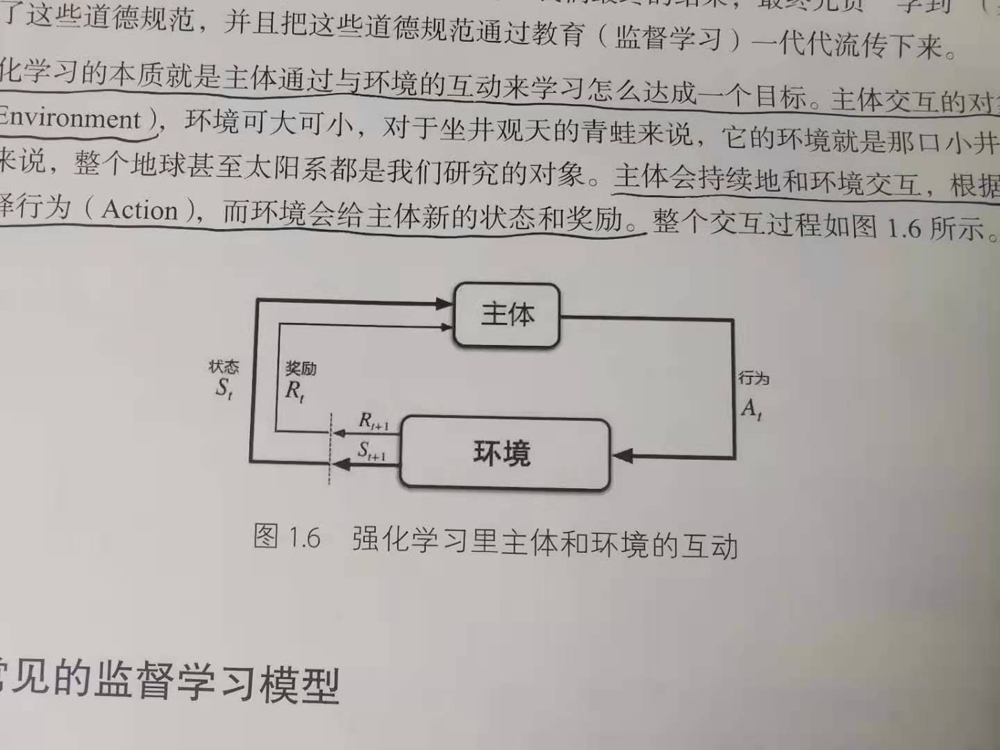 了这些道德规范，并且把这些道德规范通过教育（监督学习）一代代流传下来。
化学习的本质就是主体通过与环境的互动来学习怎么达成一个目标。主体交互的对
Environment），环境可大可小，对于坐井观天的青蛙来说，它的环境就是那口小井
来说，整个地球甚至太阳系都是我们研究的对象。主体会持续地和环境交互，根据
择行为（Action），而环境会给主体新的状态和奖励。整个交互过程如图 1.6 所示。
主体
状态
S_t
奖励
R_t
行为
A_t
R_{t+1}
S_{t+1}
环境
图 1.6 强化学习里主体和环境的互动
见的监督学习模型